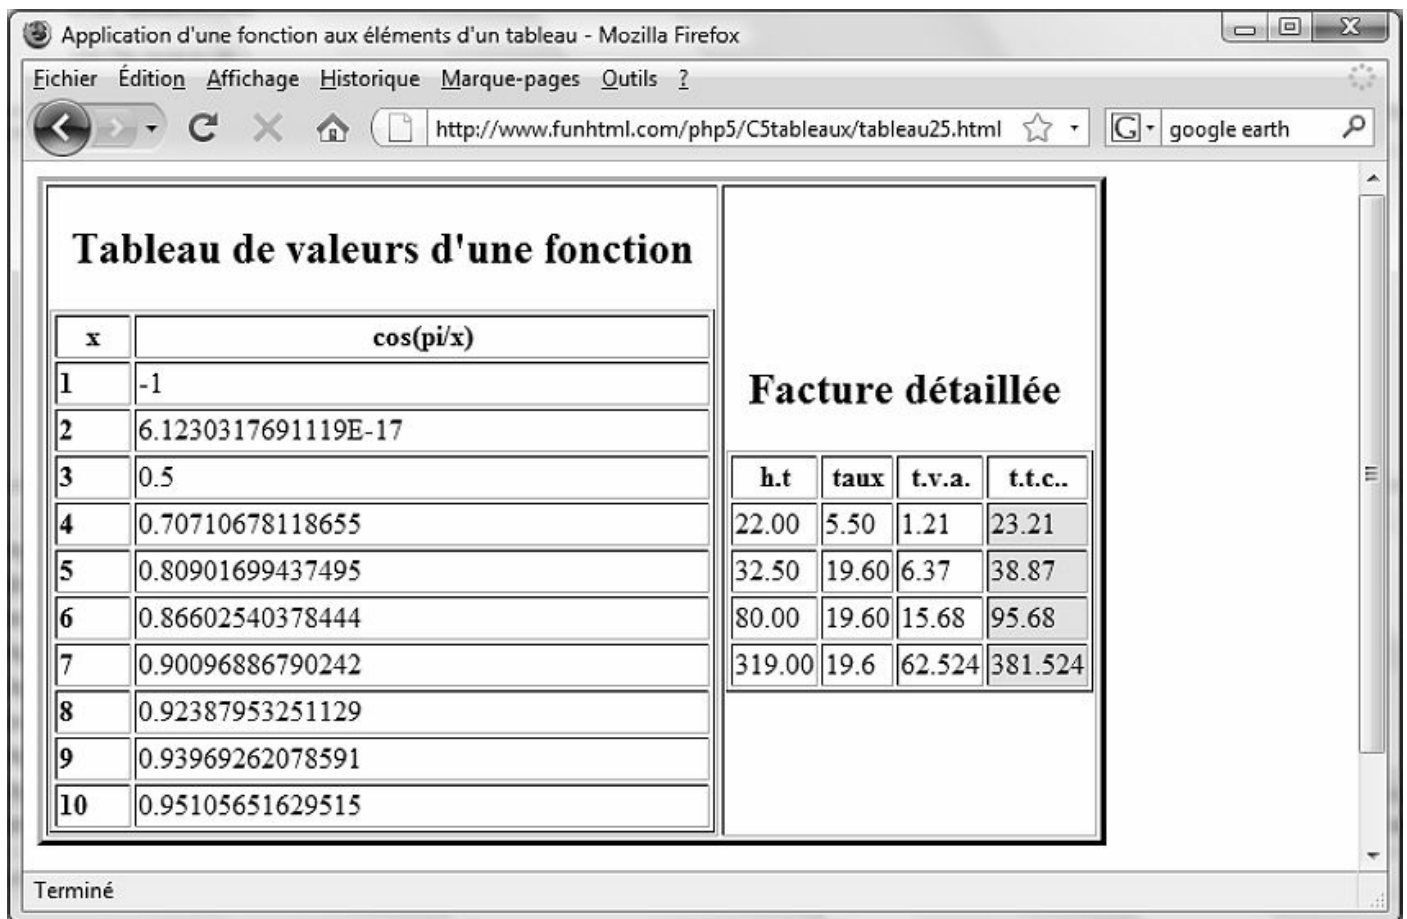 Application d'une fonction aux éléments d'un tableau - Mozilla Firefox
Fichier Édition Affichage Historique Marque-pages Outils ?
http://www.funhtml.com/php5/C5tableaux/tableau25.html G google earth
Tableau de valeurs d'une fonction
x cos(pi/x)
1 -1
2 6.1230317691119E-17
3 0.5
4 0.70710678118655
5 0.80901699437495
6 0.86602540378444
7 0.90096886790242
8 0.92387953251129
9 0.93969262078591
10 0.95105651629515
Facture détaillée
h.t taux t.v.a. t.t.c..
22.00 5.50 1.21 23.21
32.50 19.60 6.37 38.87
80.00 19.60 15.68 95.68
319.00 19.6 62.524 381.524
Terminé